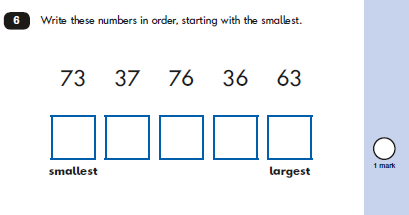 6 Write these numbers in order, starting with the smallest.
73 37 76 36 63
smallest largest
1 mark